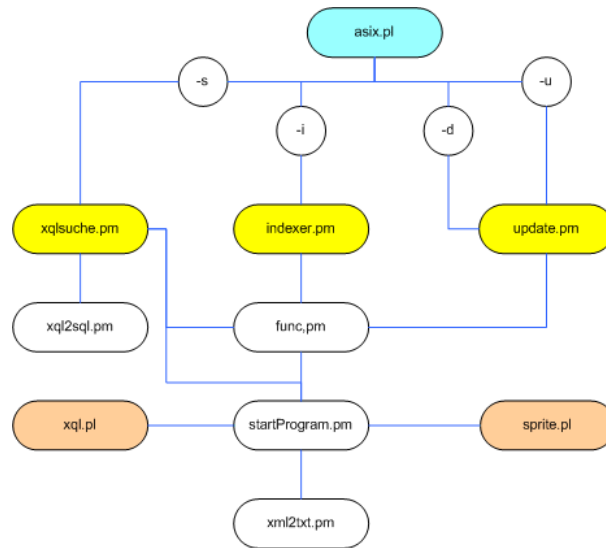 asix.pl
-s
-u
-i
-d
xqlsuche.pm
indexer.pm
update.pm
xql2sql.pm
func,pm
xql.pl
startProgram.pm
sprite.pl
xml2txt.pm